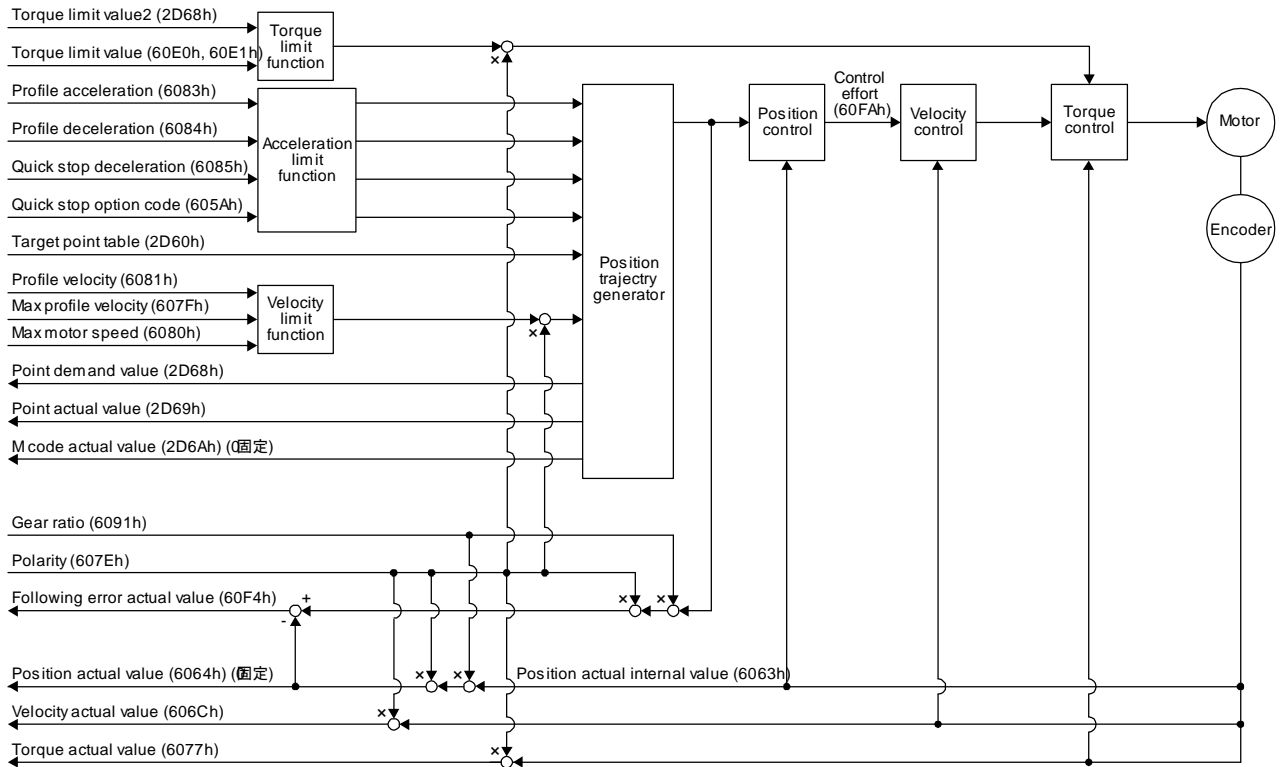 Torque limit value2 (2D68h)
Torque limit value (60E0h, 60E1h)
Torque
limit
function
×
Profile acceleration (6083h)
Profile deceleration (6084h)
Quick stop deceleration (6085h)
Quick stop option code (605Ah)
Acceleration
limit
function
Target point table (2D60h)
Profile velocity (6081h)
Max profile velocity (607Fh)
Max motor speed (6080h)
Velocity
limit
function
×
Position
trajectry
generator
Position
control
Control
effort
(60FAh)
Velocity
control
Torque
control
Motor
Encoder
Point demand value (2D68h)
Point actual value (2D69h)
M code actual value (2D6Ah) (0固定)
Gear ratio (6091h)
Polarity (607Eh)
Following error actual value (60F4h)
+
-
×
×
Position actual value (6064h) (0固定)
×
×
Position actual internal value (6063h)
Velocity actual value (606Ch)
×
Torque actual value (6077h)
×